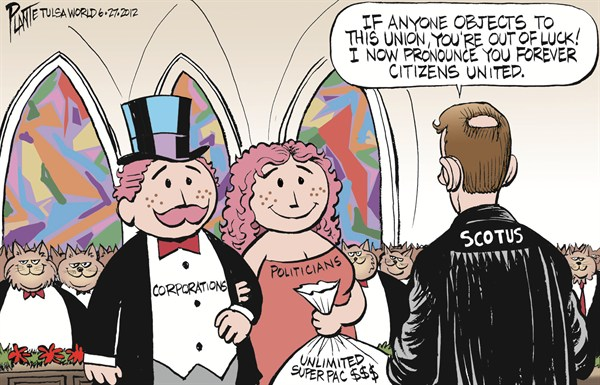 PLANTE TULSA WORLD 6-27-2012
IF ANYONE OBJECTS TO
THIS UNION, YOU'RE OUT OF LUCK!
I NOW PRONOUNCE YOU FOREVER
CITIZENS UNITED.
SCOTUS
POLITICIANS
CORPORATIONS
UNLIMITED
SUPER PAC $$$